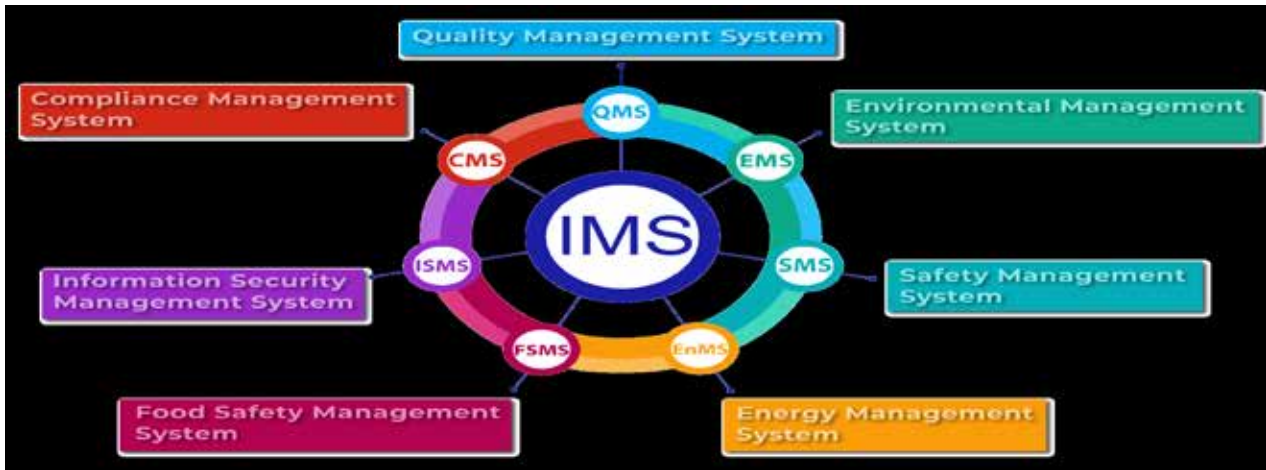 Quality Management System
Compliance Management
System
Environmental Management
System
QMS
CMS
EMS
IMS
ISMS
SMS
Information Security
Management System
Safety Management
System
FSMS
EnMS
Food Safety Management
System
Energy Management
System